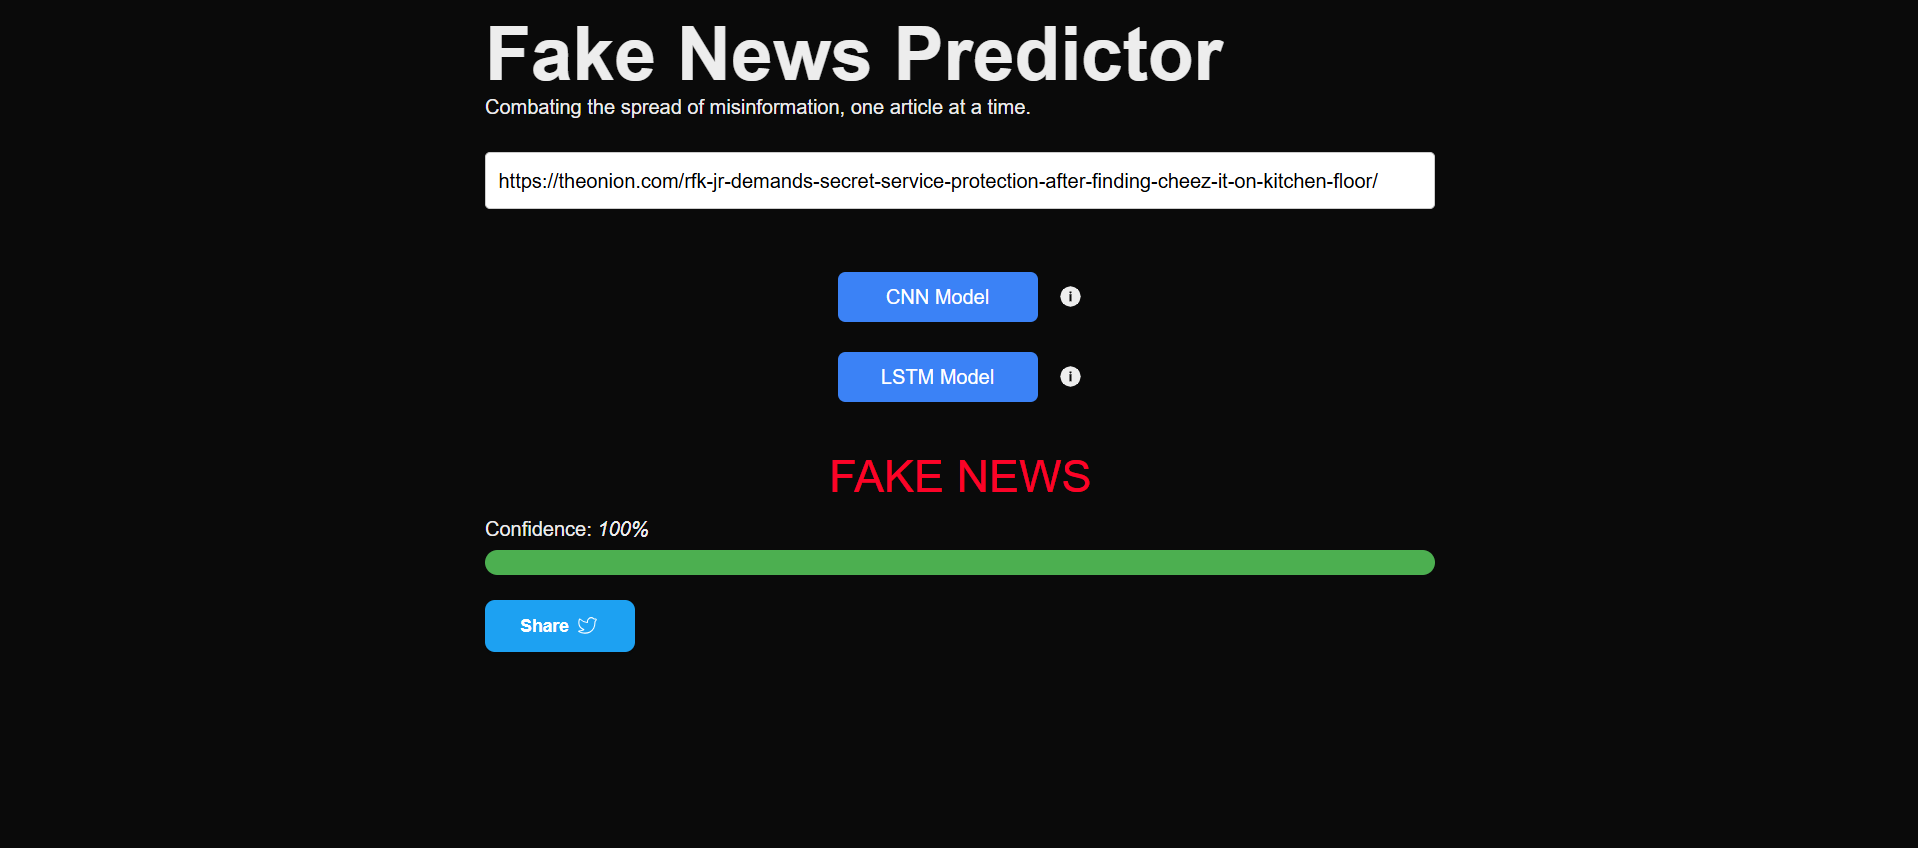 Fake News Predictor
Combating the spread of misinformation, one article at a time.
https://theonion.com/rfk-jr-demands-secret-service-protection-after-finding-cheez-it-on-kitchen-floor/
CNN Model
LSTM Model
FAKE NEWS
Confidence: 100%
Share